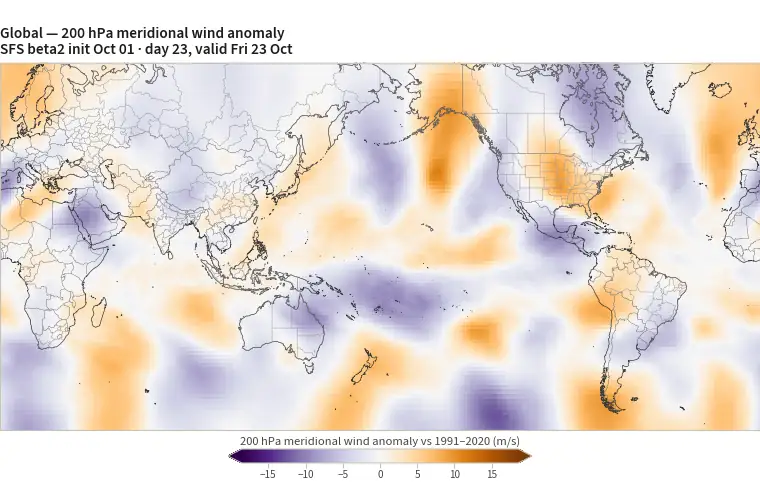 Global — 200 hPa meridional wind anomaly
SFS beta2 init Oct 01 · day 23, valid Fri 23 Oct
200 hPa meridional wind anomaly vs 1991–2020 (m/s)
−15 −10 −5 0 5 10 15